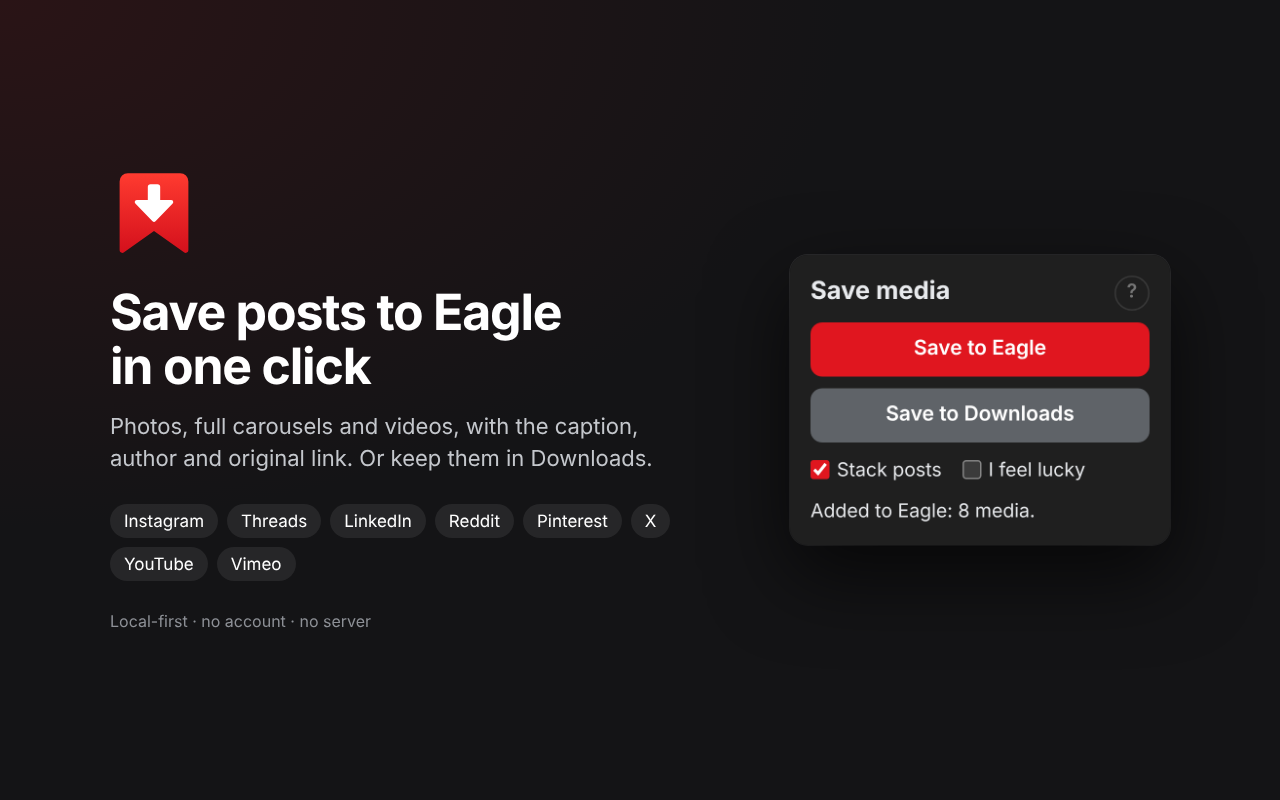 Save posts to Eagle
in one click
Photos, full carousels and videos, with the caption,
author and original link. Or keep them in Downloads.
Instagram Threads LinkedIn Reddit Pinterest X
YouTube Vimeo
Local-first · no account · no server
Save media ?
Save to Eagle
Save to Downloads
Stack posts I feel lucky
Added to Eagle: 8 media.